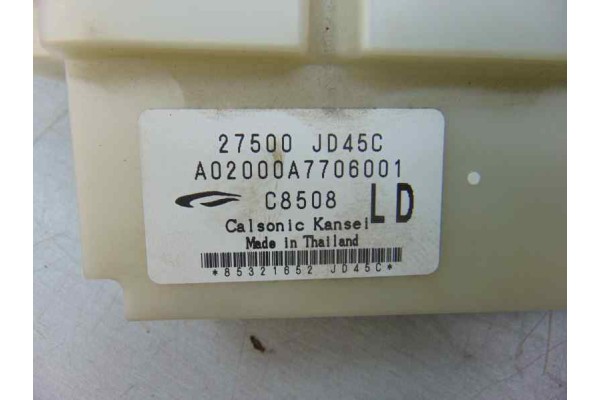 27500 JD45C
A02000A7706001
C8508 LD
Calsonic Kansei
Made in Thailand
*85321652 JD45C*